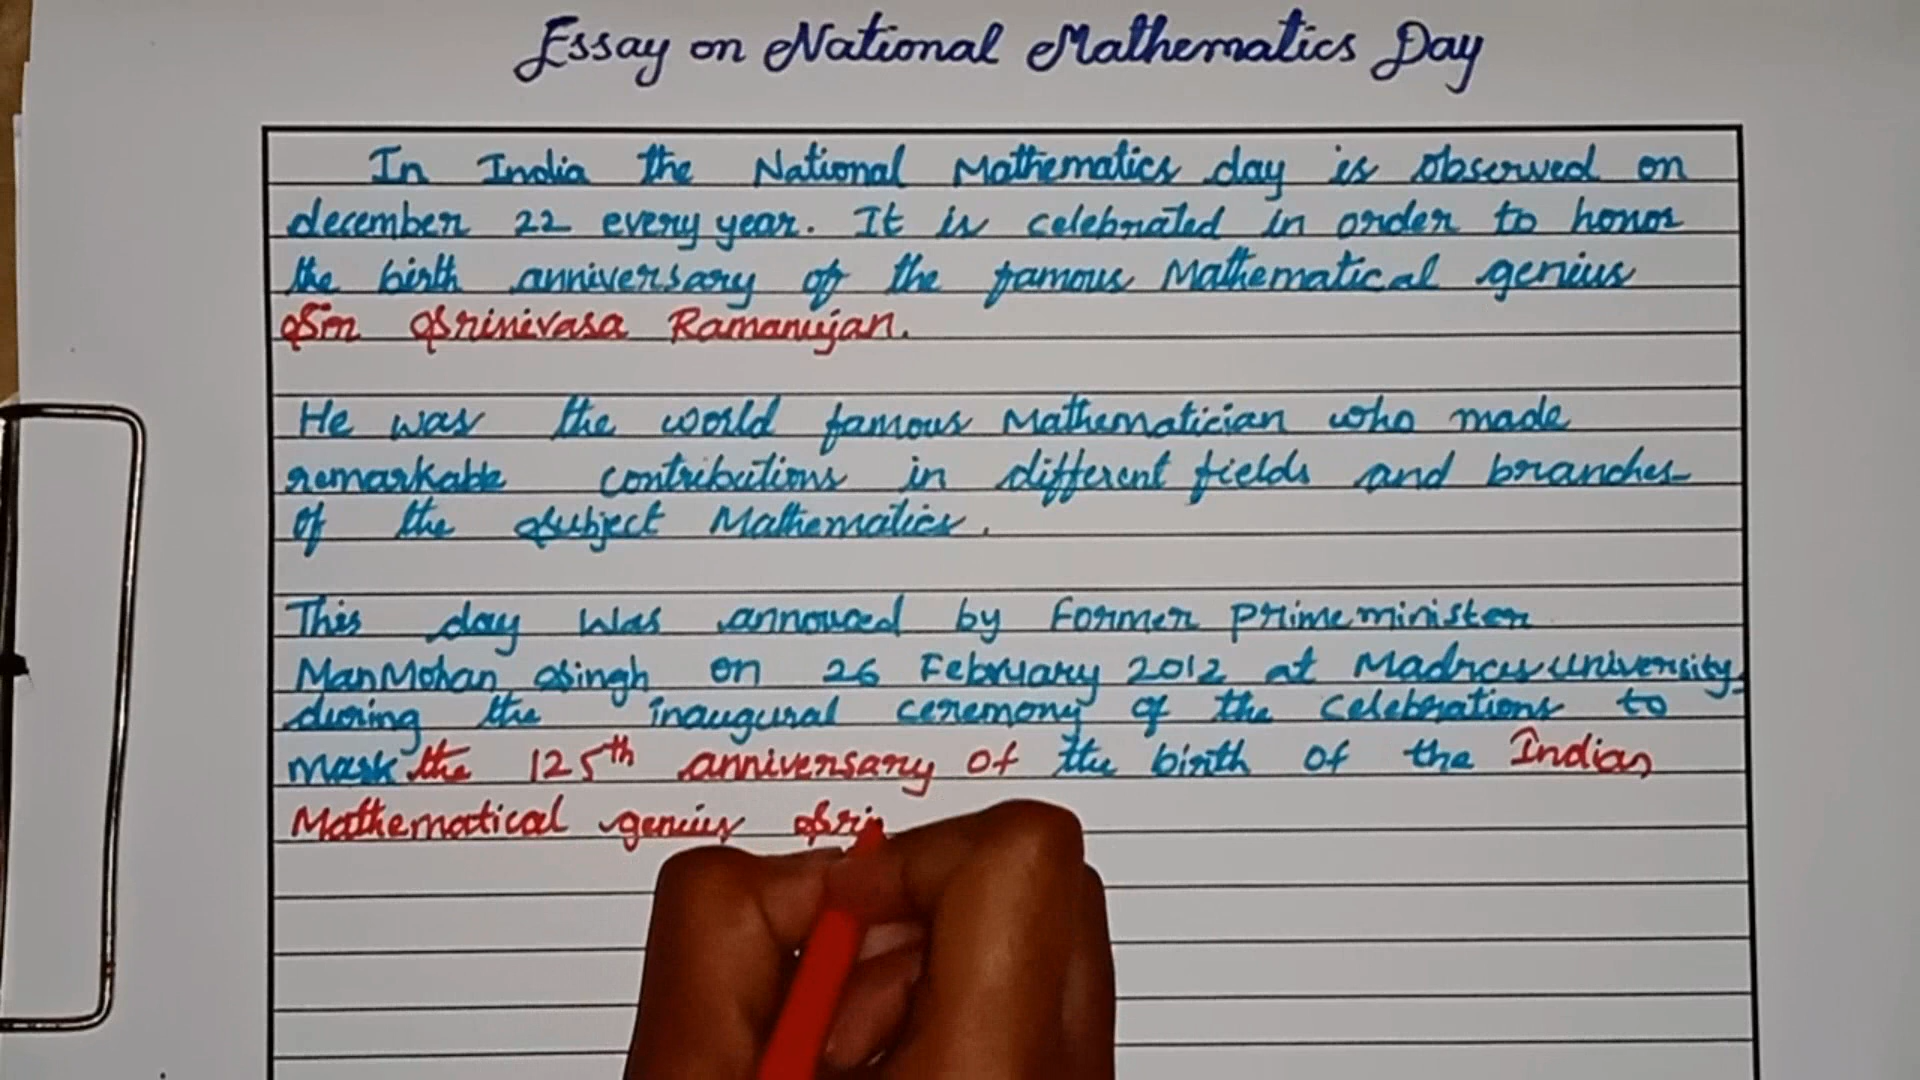 Essay on National Mathematics Day
In India the National Mathematics day is observed on
december 22 every year. It is celebrated in order to honor
the birth anniversary of the famous Mathematical genius
Sir Srinivasa Ramanujan.
He was the world famous Mathematician who made
remarkable contributions in different fields and branches
of the subject Mathematics.
This day was annouced by Former prime minister
ManMohan Singh on 26 February 2012 at Madras university,
during the inaugural ceremony of the celebrations to
mark the 125th anniversary of the birth of the Indian
Mathematical genius Sri